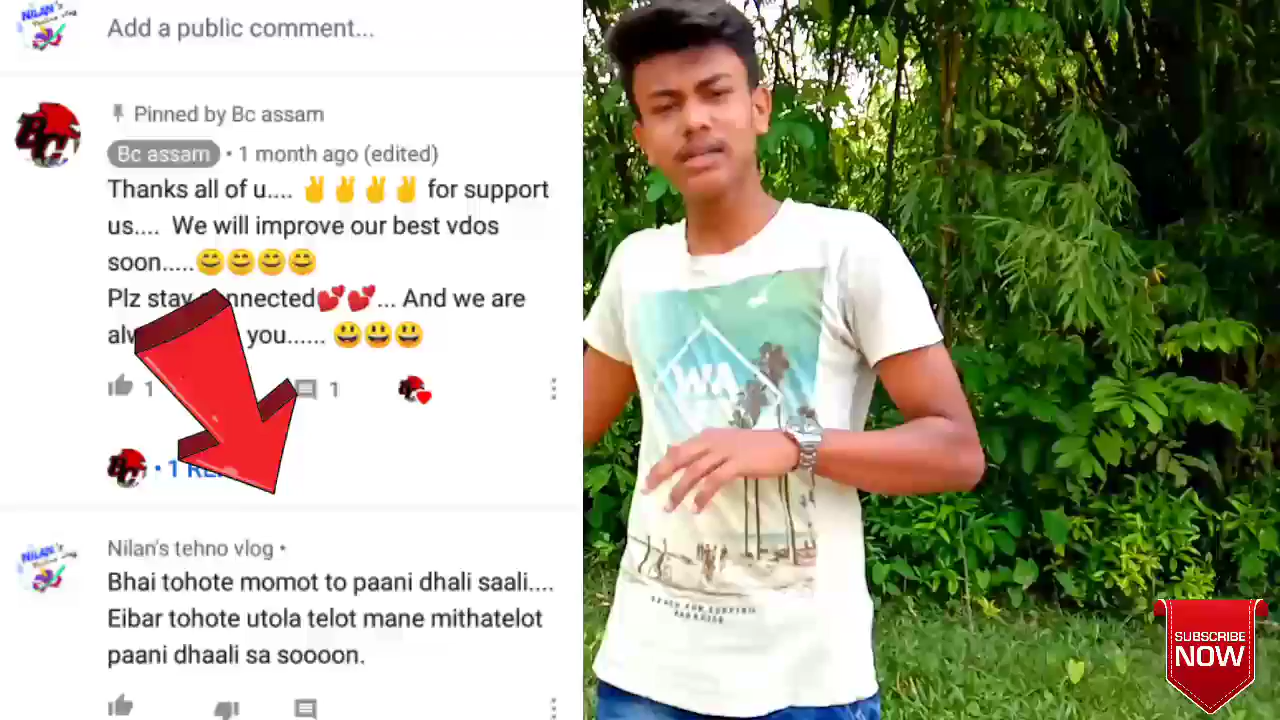 Add a public comment...
Pinned by Bc assam
Bc assam • 1 month ago (edited)
Thanks all of u.... ✌✌✌✌ for support
us.... We will improve our best vdos
soon.....😊😊😊😊
Plz stay connected💕💕... And we are
you...... 😃😃😃
1
1
BC • 1
Nilan's tehno vlog •
Bhai tohote momot to paani dhali saali....
Eibar tohote utola telot mane mithatelot
paani dhaali sa soooon.
WA
SUBSCRIBE
NOW